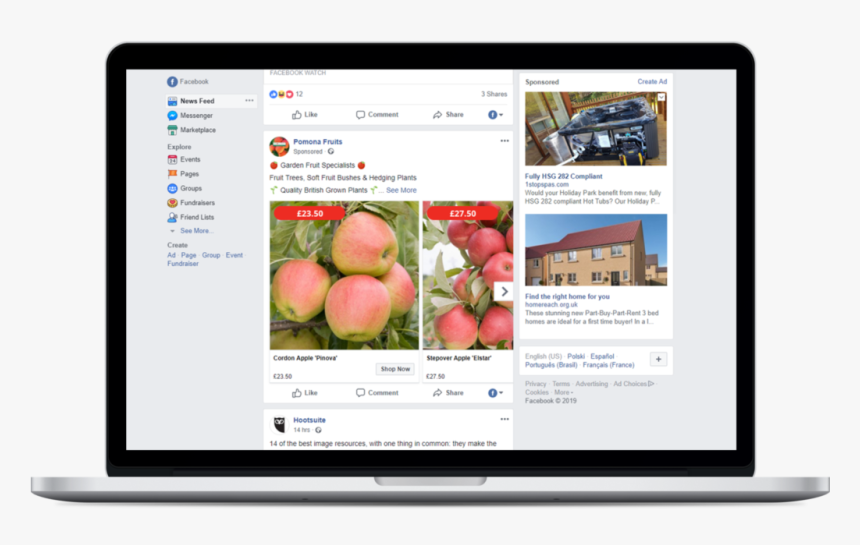 Facebook
News Feed
Messenger
Marketplace
Explore
Events
Pages
Groups
Fundraisers
Friend Lists
See More...
Create
Ad · Page · Group · Event ·
Fundraiser
FACEBOOK WATCH
12
3 Shares
Like Comment Share
Pomona Fruits
Sponsored ·
Garden Fruit Specialists
Fruit Trees, Soft Fruit Bushes & Hedging Plants
Quality British Grown Plants ... See More
£23.50
£27.50
Cordon Apple 'Pinova'
£23.50
Shop Now
Stepover Apple 'Elstar'
£27.50
Like Comment Share
Hootsuite
14 hrs ·
14 of the best image resources, with one thing in common: they make the
Sponsored
Create Ad
Fully HSG 282 Compliant
1stopspas.com
Would your Holiday Park benefit from new, fully
HSG 282 compliant Hot Tubs? Our Holiday P...
Find the right home for you
homereach.org.uk
These stunning new Part-Buy-Part-Rent 3 bed
homes are ideal for a first time buyer! In a l...
English (US) · Polski · Español ·
Português (Brasil) · Français (France)
Privacy · Terms · Advertising · Ad Choices ·
Cookies · More
Facebook © 2019